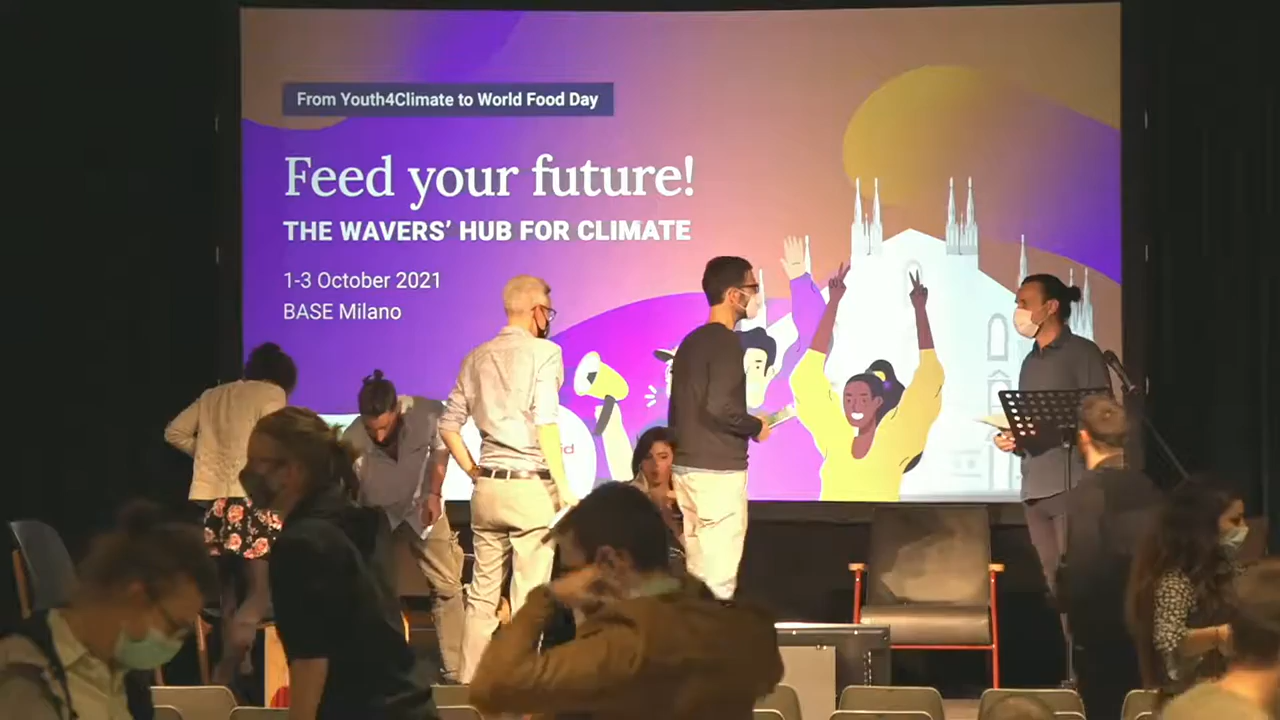 From Youth4Climate to World Food Day
Feed your future!
THE WAVERS' HUB FOR CLIMATE
1-3 October 2021
BASE Milano